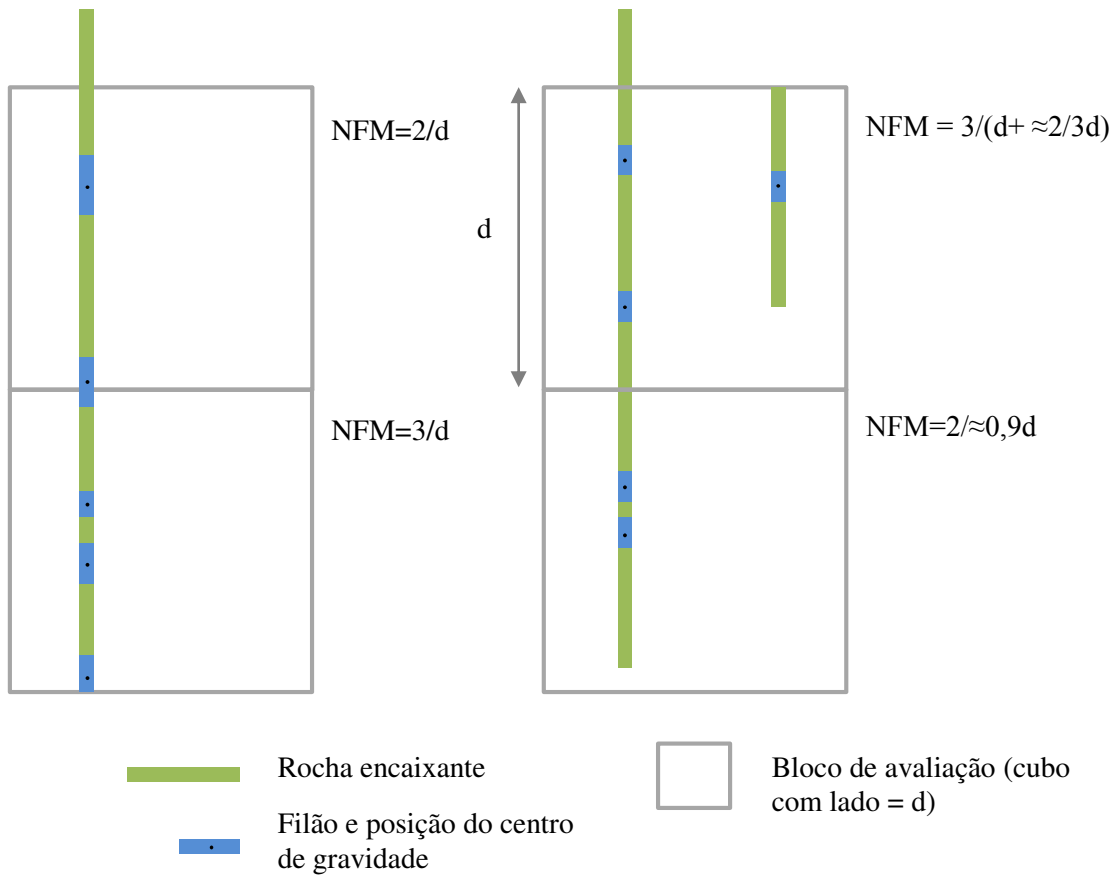 NFM=2/d
NFM = 3/(d+ ≈2/3d)
d
NFM=3/d
NFM=2/≈0,9d
Rocha encaixante
Filão e posição do centro
de gravidade
Bloco de avaliação (cubo
com lado = d)